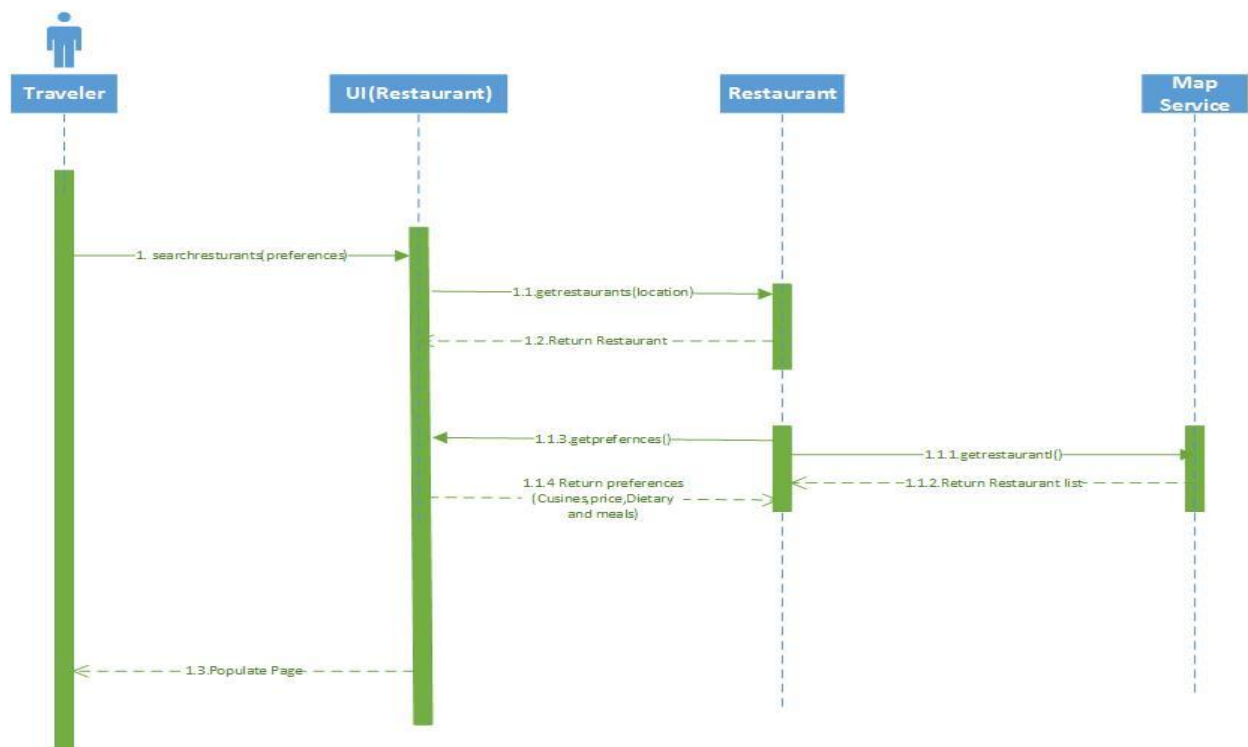 Traveler
UI(Restaurant)
Restaurant
Map
Service
1. searchresturants(preferences)
1.1.getrestaurants(location)
1.2.Return Restaurant
1.1.3.getprefernces()
1.1.1.getrestaurantl()
1.1.4 Return preferences
(Cusines,price,Dietary
and meals)
1.1.2.Return Restaurant list
1.3.Populate Page